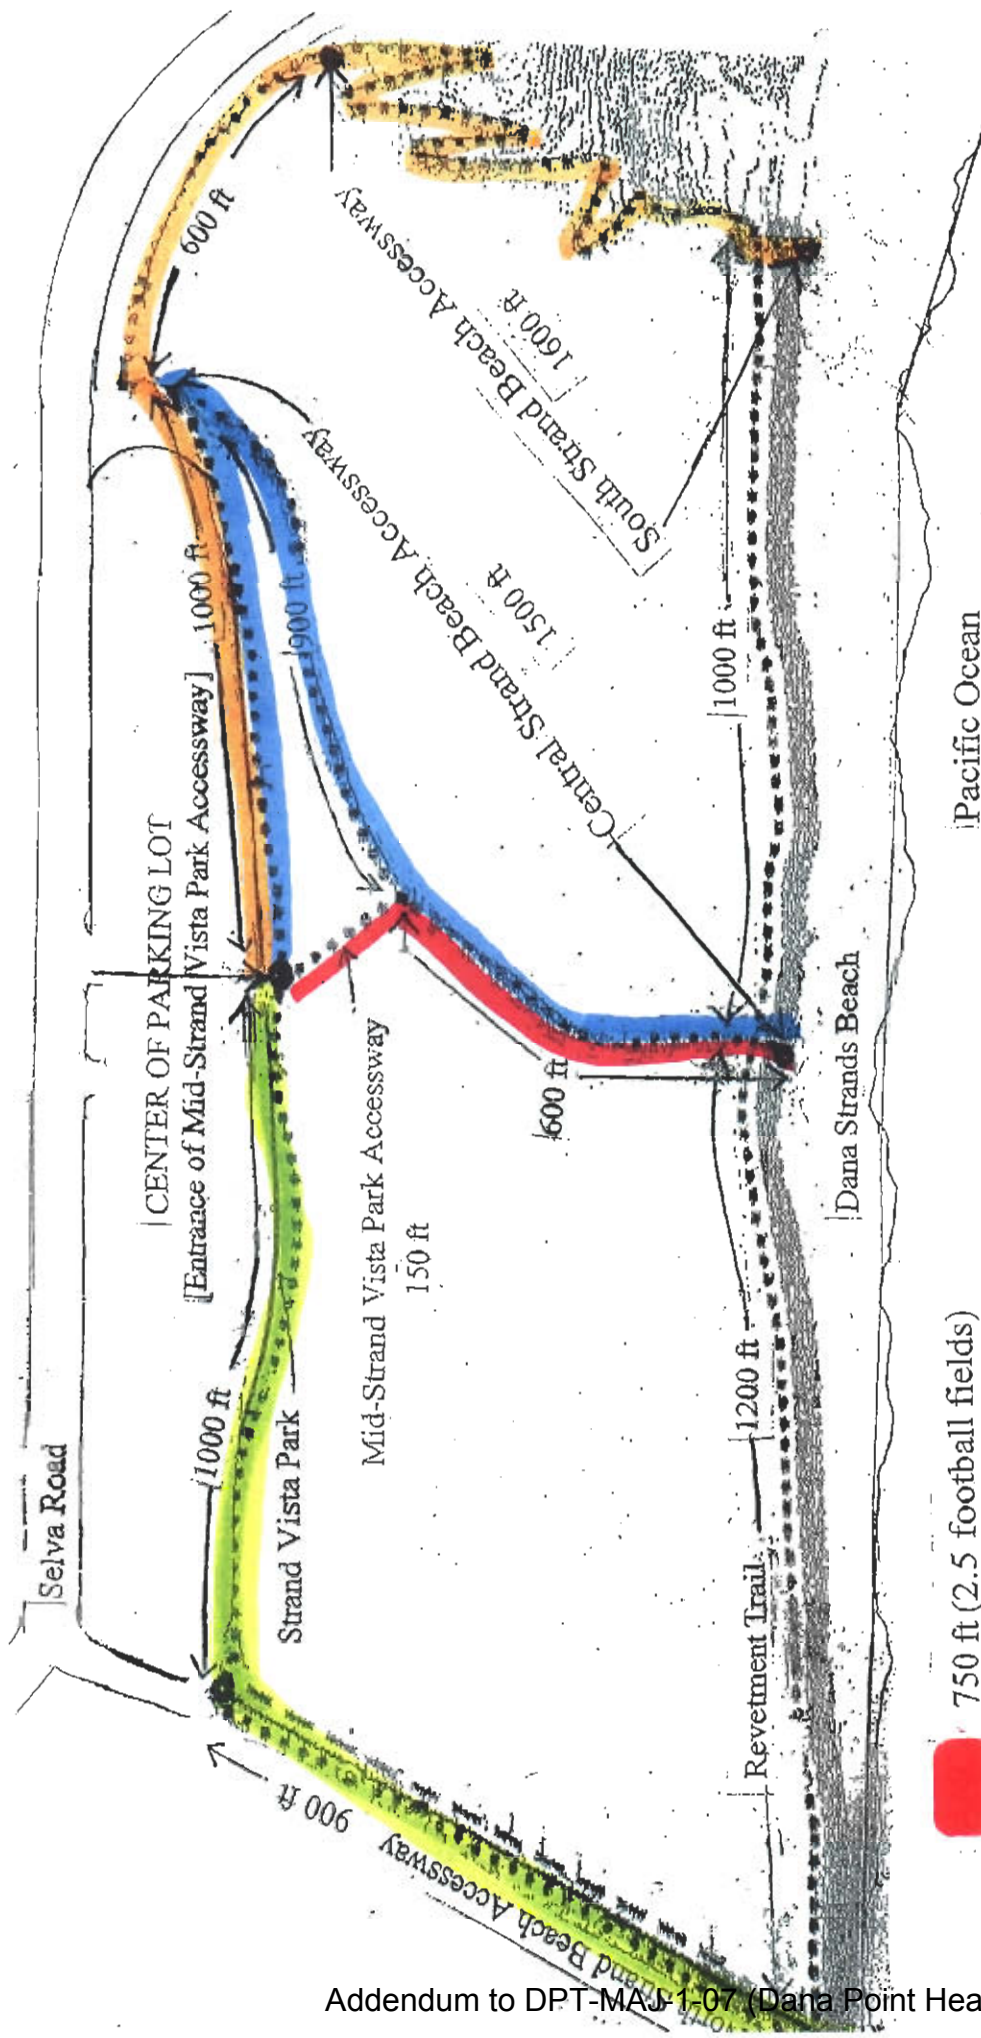 Selva Road
CENTER OF PARKING LOT
[Entrance of Mid-Strand Vista Park Accessway]
1000 ft
600 ft
1000 ft
Strand Vista Park
Mid-Strand Vista Park Accessway
150 ft
900 ft
900 ft
Beach Accessway
600 ft
Central Strand Beach Accessway
1500 ft
South Strand Beach Accessway
1600 ft
1000 ft
1200 ft
Revetment Trail
Dana Strands Beach
Pacific Ocean
750 ft (2.5 football fields)
Addendum to DPT-MAJ-1-07 (Dana Point Hea